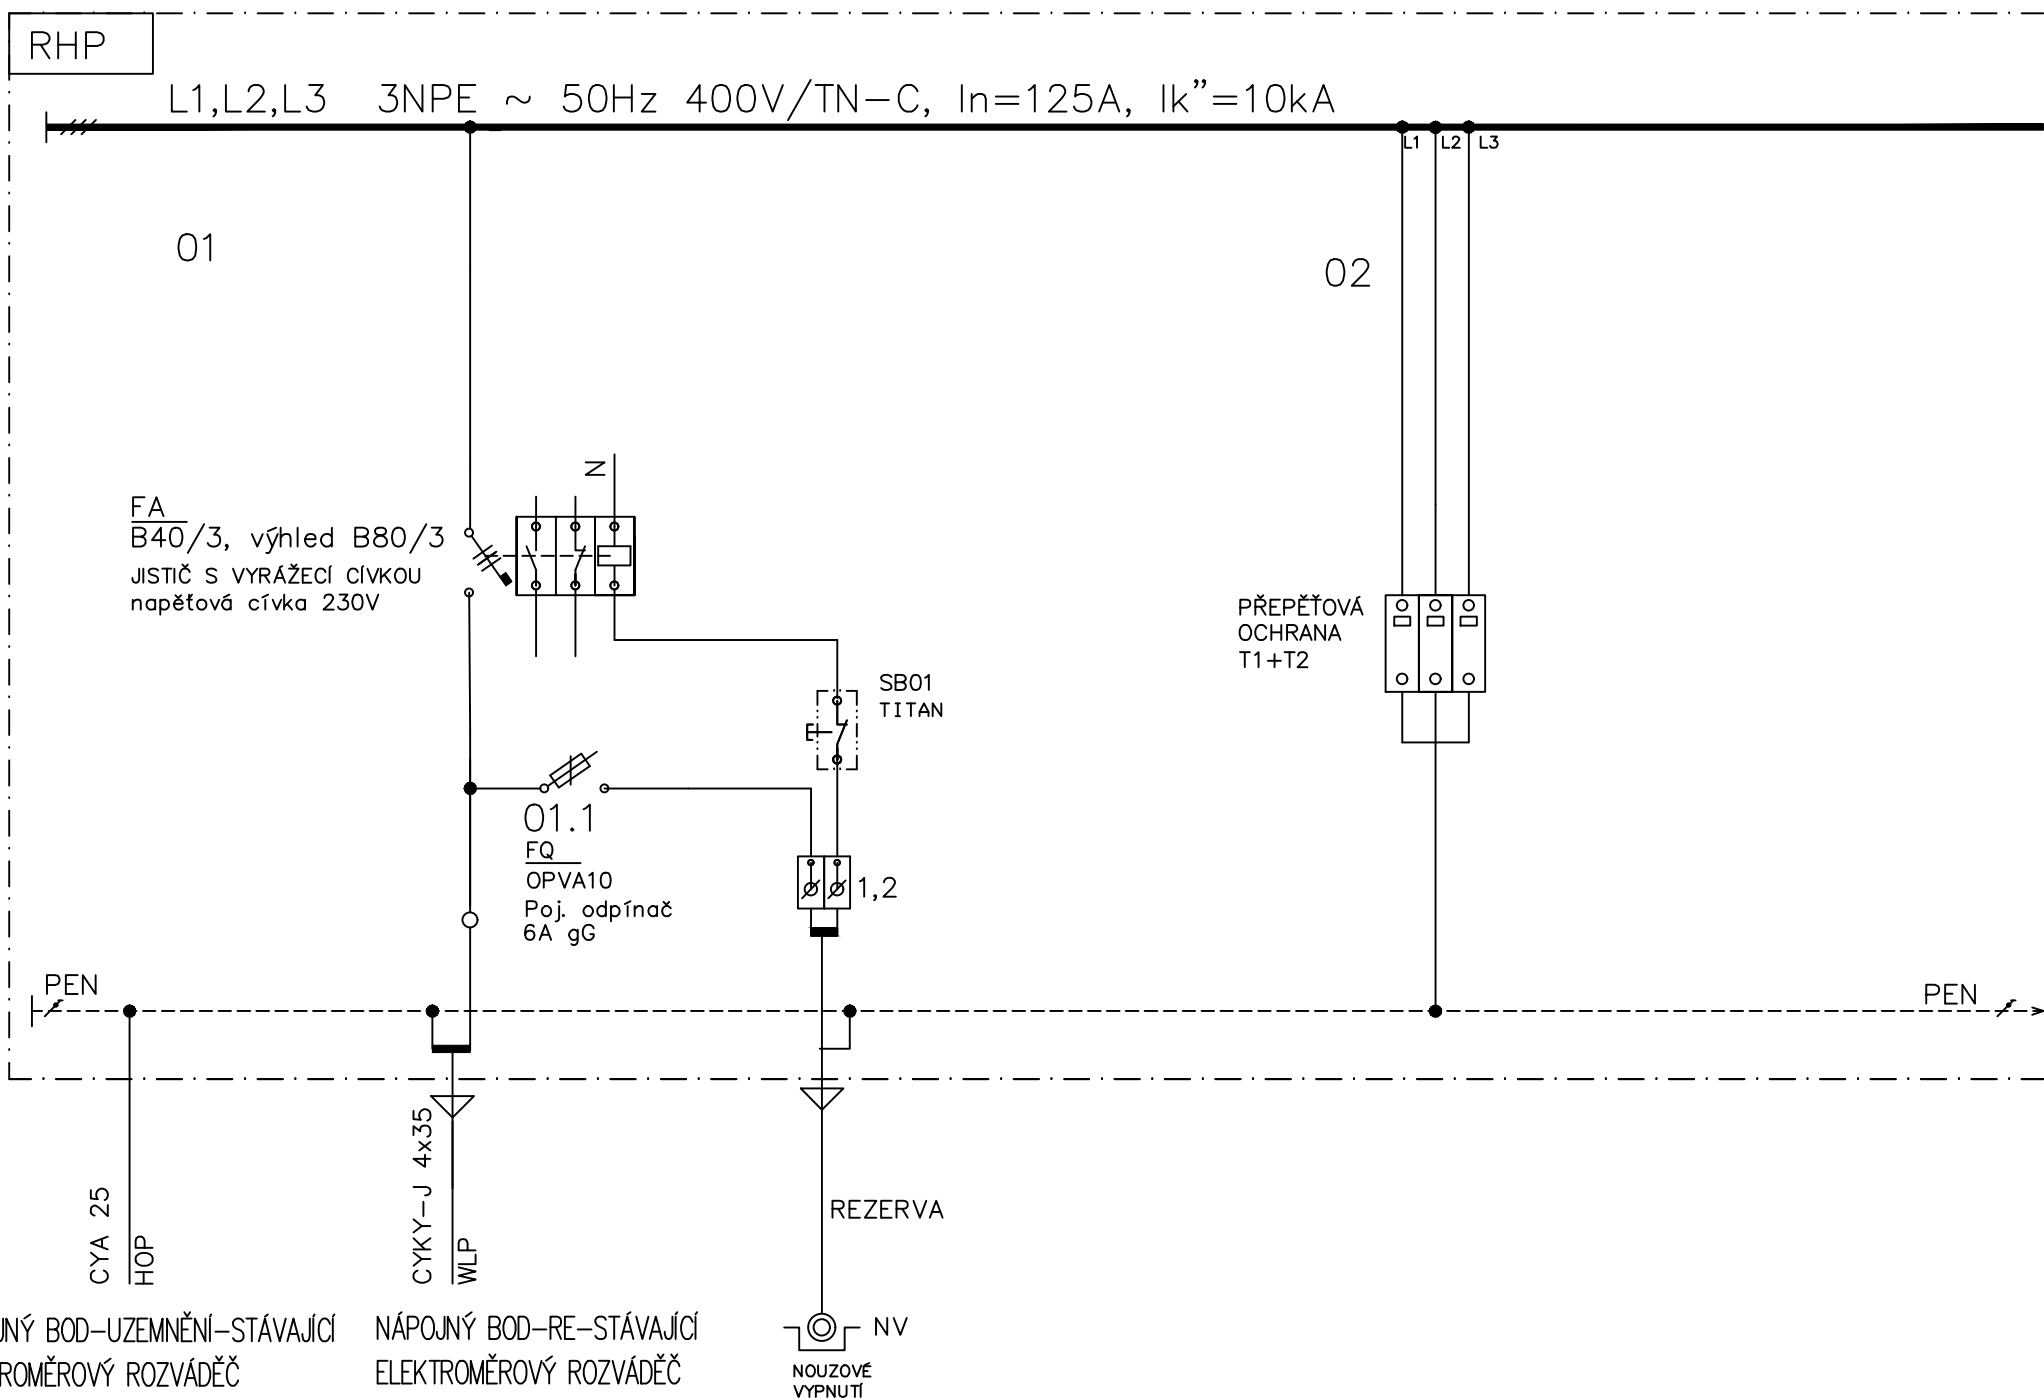 RHP
L1,L2,L3 3NPE ~ 50Hz 400V/TN-C, In=125A, Ik"=10kA
L1 L2 L3
01
02
N
FA
B40/3, výhled B80/3
JISTIČ S VYRÁŽECÍ CÍVKOU
napěťová cívka 230V
PŘEPĚŤOVÁ
OCHRANA
T1+T2
SB01
TITAN
01.1
FQ
OPVA10
Poj. odpínač
6A gG
1,2
PEN
PEN
CYA 25
HOP
CYKY-J 4x35
WLP
REZERVA
JNÝ BOD-UZEMNĚNÍ-STÁVAJÍCÍ
ROMĚROVÝ ROZVÁDĚČ
NÁPOJNÝ BOD-RE-STÁVAJÍCÍ
ELEKTROMĚROVÝ ROZVÁDĚČ
NV
NOUZOVÉ
VYPNUTÍ